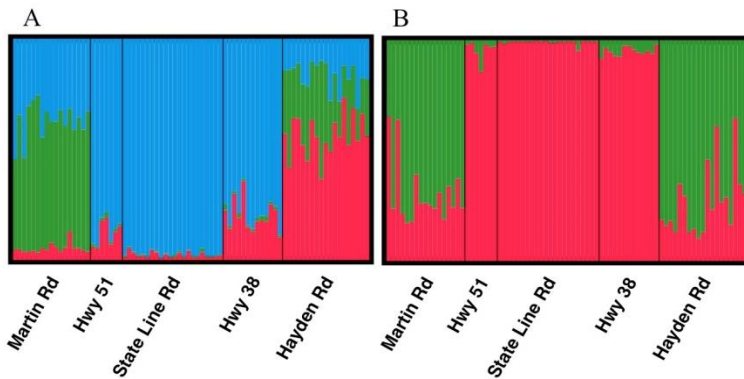 A
B
Martin Rd
Hwy 51
State Line Rd
Hwy 38
Hayden Rd
Martin Rd
Hwy 51
State Line Rd
Hwy 38
Hayden Rd